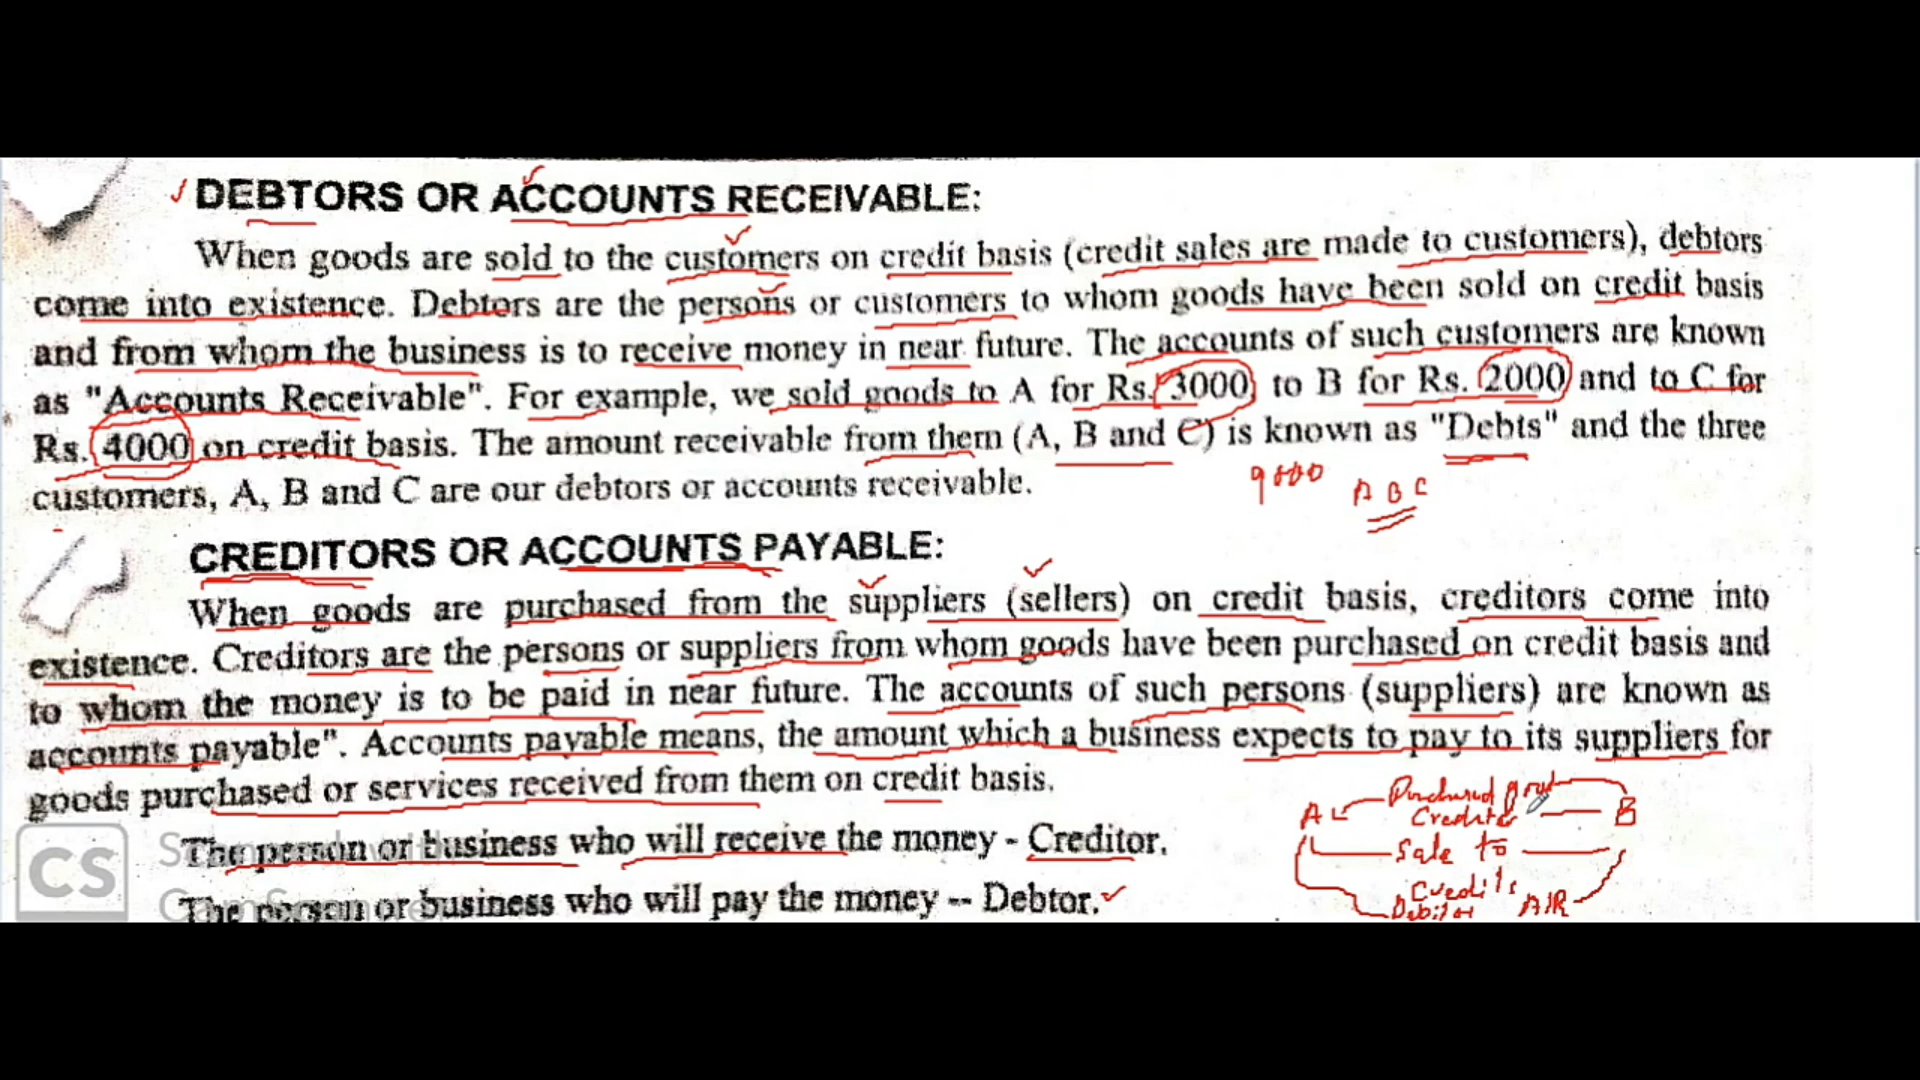 DEBTORS OR ACCOUNTS RECEIVABLE:
When goods are sold to the customers on credit basis (credit sales are made to customers), debtors
come into existence. Debtors are the persons or customers to whom goods have been sold on credit basis
and from whom the business is to receive money in near future. The accounts of such customers are known
as "Accounts Receivable". For example, we sold goods to A for Rs. 3000 to B for Rs. 2000 and to C for
Rs. 4000 on credit basis. The amount receivable from them (A, B and C) is known as "Debts" and the three
customers, A, B and C are our debtors or accounts receivable.
9000 A B C
CREDITORS OR ACCOUNTS PAYABLE:
When goods are purchased from the suppliers (sellers) on credit basis, creditors come into
existence. Creditors are the persons or suppliers from whom goods have been purchased on credit basis and
to whom the money is to be paid in near future. The accounts of such persons (suppliers) are known as
accounts payable". Accounts payable means, the amount which a business expects to pay to its suppliers for
goods purchased or services received from them on credit basis.
Purchased
A Creditor B
Sale to
The person or business who will receive the money - Creditor.
The person or business who will pay the money -- Debtor.
A/R
CS